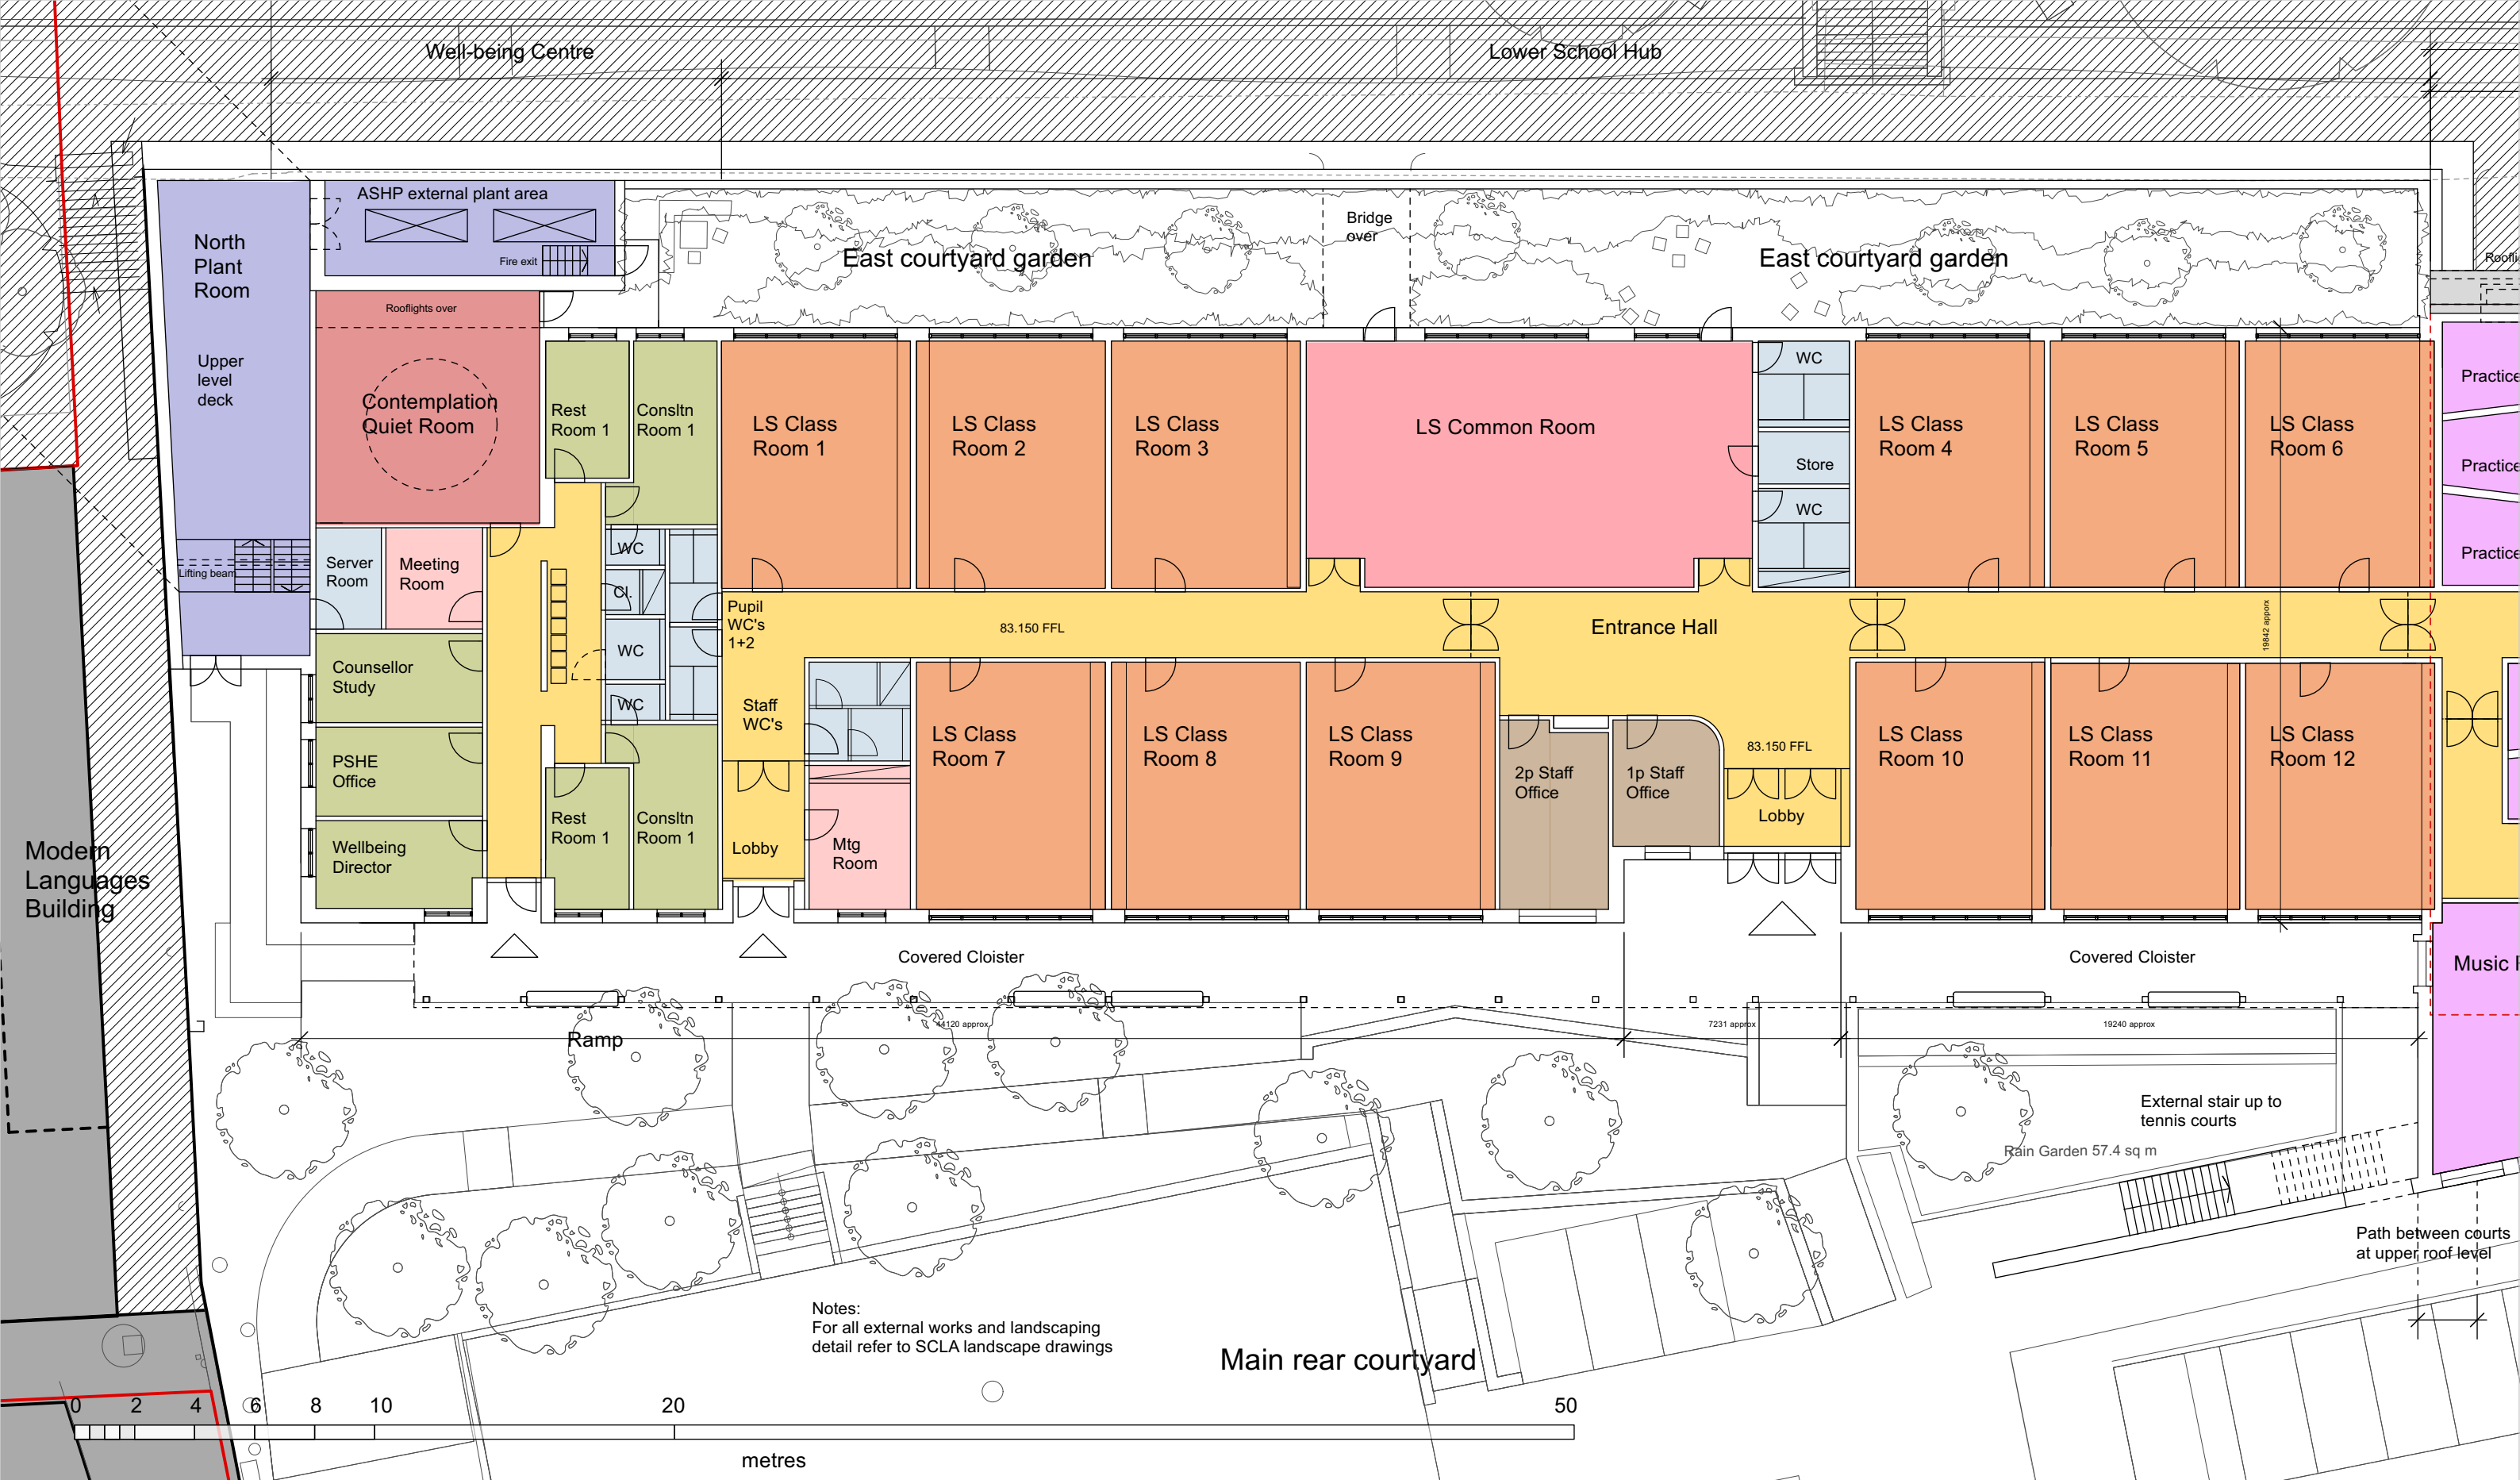 Well-being Centre
Lower School Hub
ASHP external plant area
North
Plant
Room
Fire exit
East courtyard garden
Bridge
over
East courtyard garden
Rooflights over
Upper
level
deck
Contemplation
Quiet Room
Rest
Room 1
Consltn
Room 1
LS Class
Room 1
LS Class
Room 2
LS Class
Room 3
LS Common Room
WC
Store
WC
LS Class
Room 4
LS Class
Room 5
LS Class
Room 6
Practice
Practice
Practice
Lifting beam
Server
Room
Meeting
Room
WC
Cl.
WC
WC
Pupil
WC's
1+2
83.150 FFL
Entrance Hall
19842 apporx
Counsellor
Study
PSHE
Office
Wellbeing
Director
Rest
Room 1
Consltn
Room 1
Staff
WC's
Lobby
Mtg
Room
LS Class
Room 7
LS Class
Room 8
LS Class
Room 9
2p Staff
Office
1p Staff
Office
83.150 FFL
Lobby
LS Class
Room 10
LS Class
Room 11
LS Class
Room 12
Modern
Languages
Building
Covered Cloister
Covered Cloister
Music
Ramp
44120 approx
7231 approx
19240 approx
External stair up to
tennis courts
Rain Garden 57.4 sq m
Path between courts
at upper roof level
Notes:
For all external works and landscaping
detail refer to SCLA landscape drawings
Main rear courtyard
0 2 4 6 8 10 20 50
metres